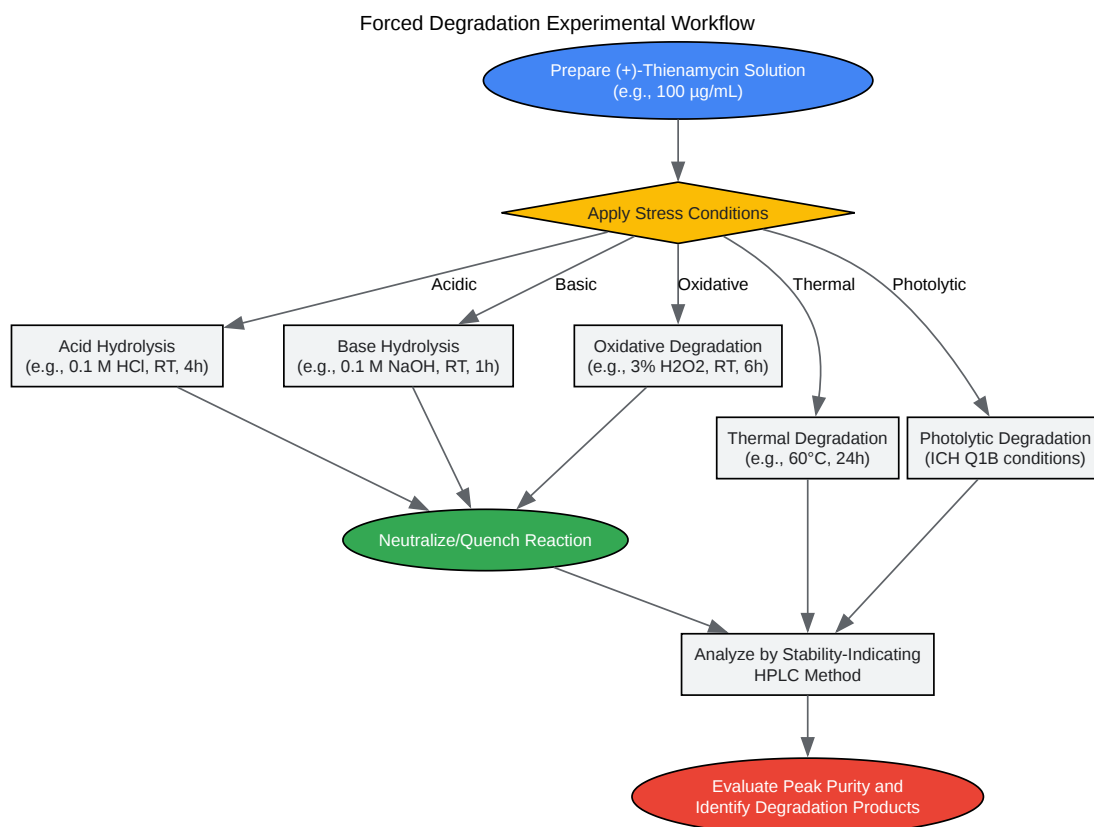 Forced Degradation Experimental Workflow
Prepare (+)-Thienamycin Solution
(e.g., 100 µg/mL)
Apply Stress Conditions
Acidic
Basic
Oxidative
Thermal
Photolytic
Acid Hydrolysis
(e.g., 0.1 M HCl, RT, 4h)
Base Hydrolysis
(e.g., 0.1 M NaOH, RT, 1h)
Oxidative Degradation
(e.g., 3% H2O2, RT, 6h)
Thermal Degradation
(e.g., 60°C, 24h)
Photolytic Degradation
(ICH Q1B conditions)
Neutralize/Quench Reaction
Analyze by Stability-Indicating
HPLC Method
Evaluate Peak Purity and
Identify Degradation Products